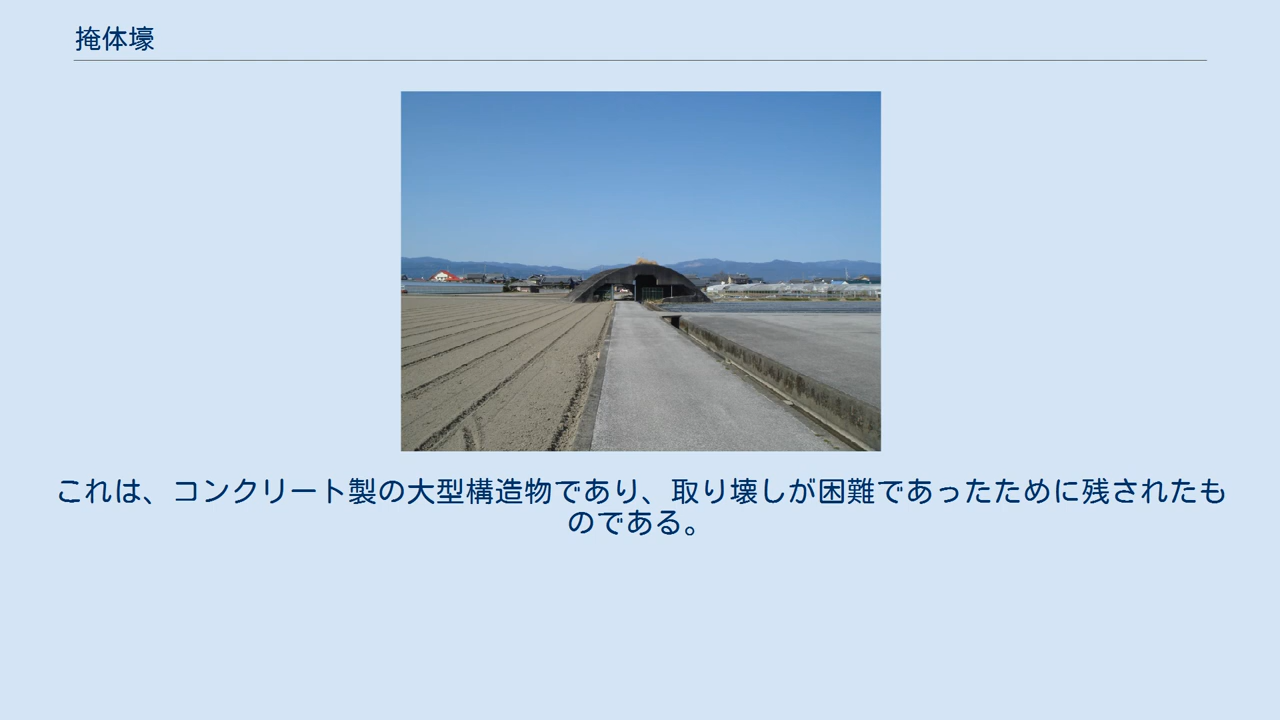 掩体壕
これは、コンクリート製の大型構造物であり、取り壊しが困難であったために残されたも
のである。